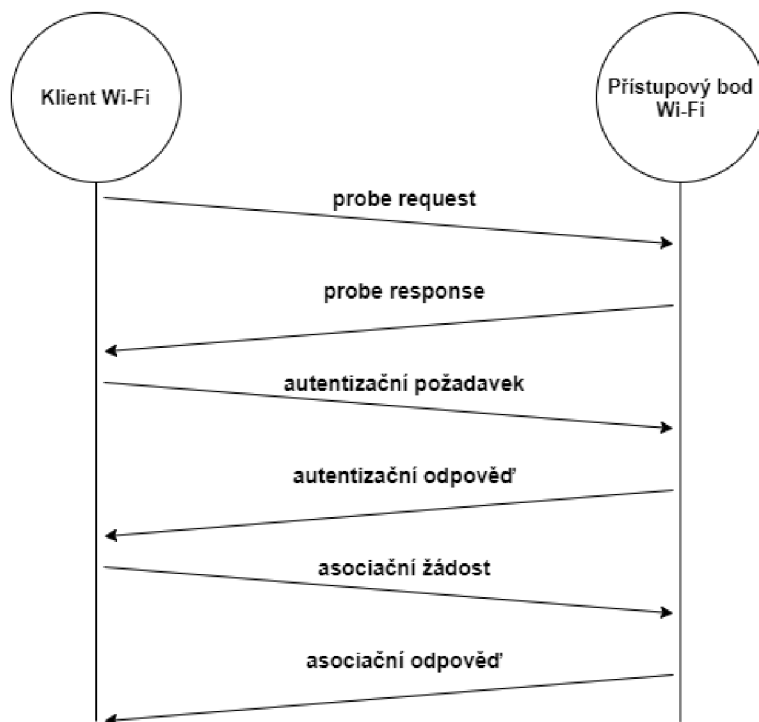 Klient Wi-Fi
Přístupový bod
Wi-Fi
probe request
probe response
autentizační požadavek
autentizační odpověď
asociační žádost
asociační odpověď